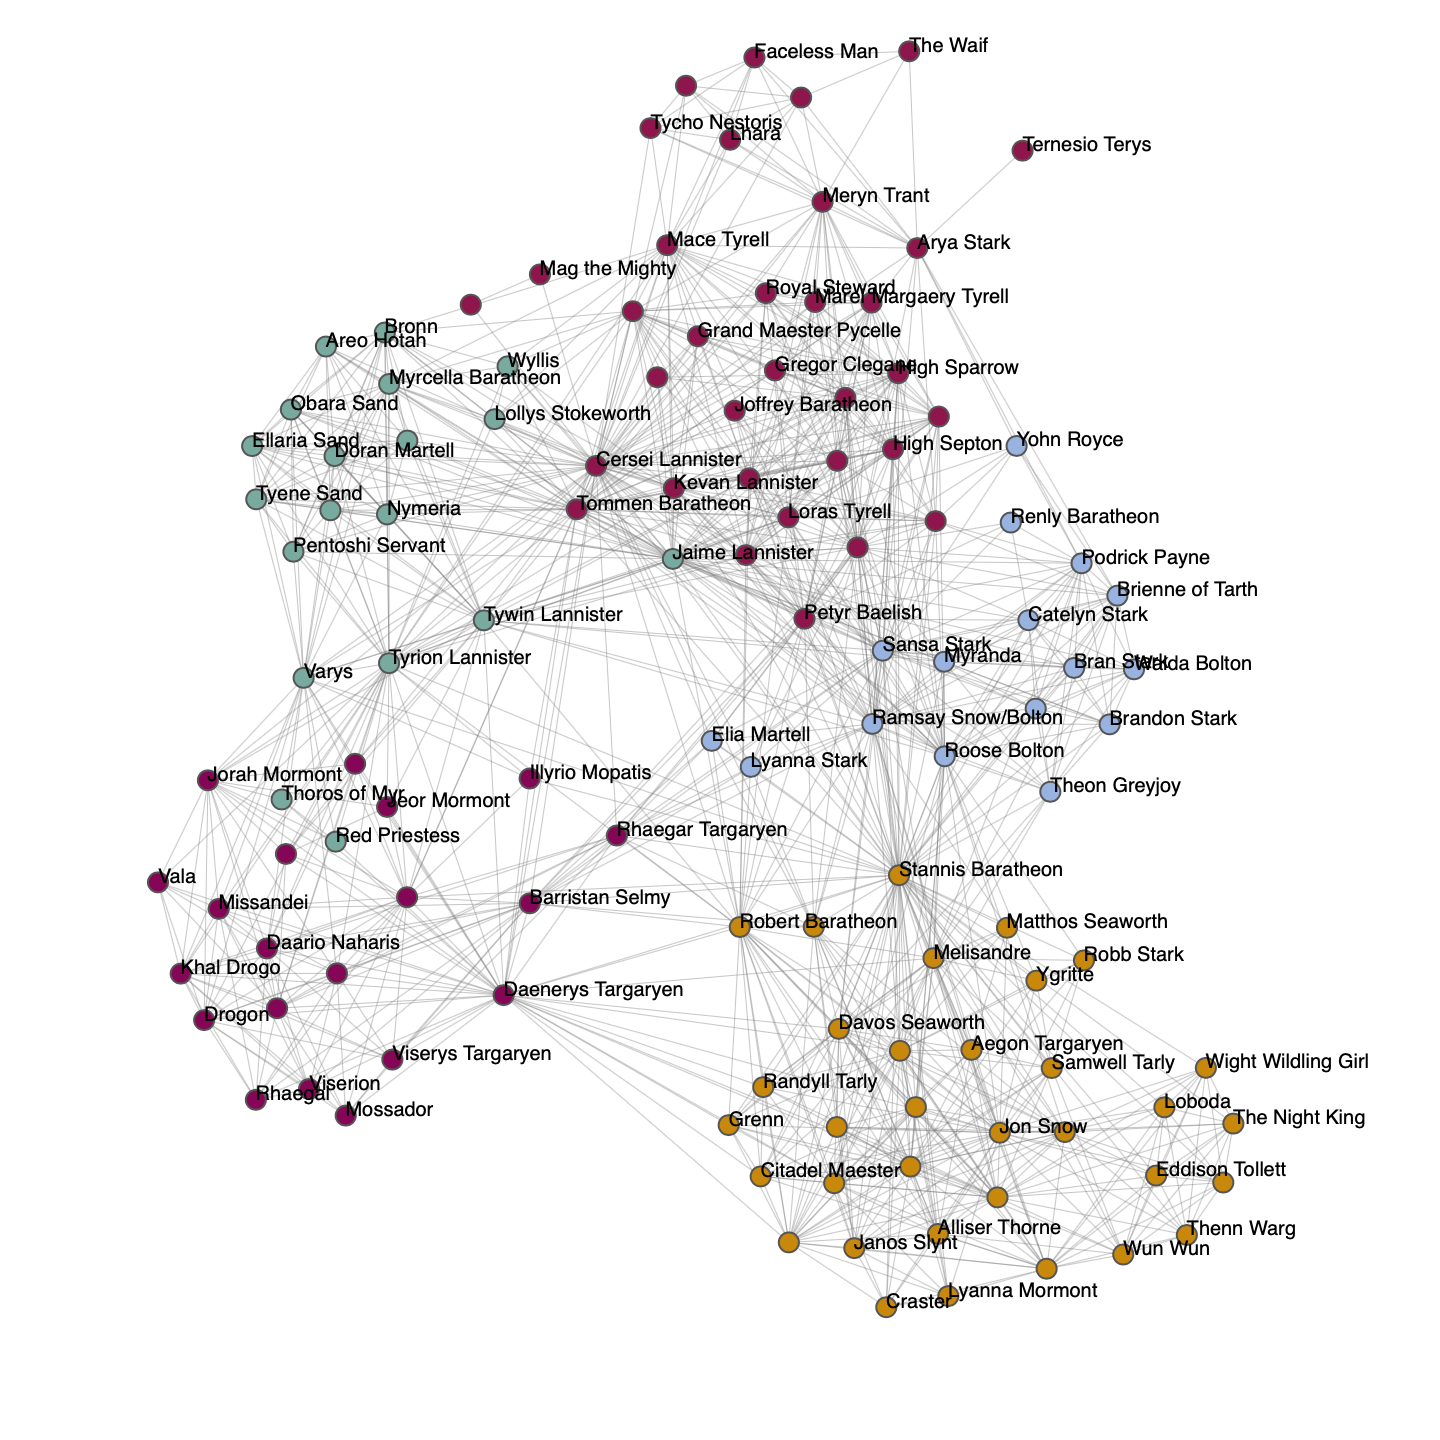 The Waif
Faceless Man
Tycho Nestoris
Lhara
Ternesio Terys
Meryn Trant
Mace Tyrell
Arya Stark
Mag the Mighty
Royal Steward
Marei
Margaery Tyrell
Bronn
Grand Maester Pycelle
Areo Hotah
Wyllis
Gregor Clegane
High Sparrow
Myrcella Baratheon
Obara Sand
Joffrey Baratheon
Lollys Stokeworth
Ellaria Sand
Yohn Royce
High Septon
Doran Martell
Cersei Lannister
Kevan Lannister
Tyene Sand
Tommen Baratheon
Nymeria
Loras Tyrell
Renly Baratheon
Pentoshi Servant
Jaime Lannister
Podrick Payne
Brienne of Tarth
Tywin Lannister
Petyr Baelish
Catelyn Stark
Sansa Stark
Myranda
Tyrion Lannister
Bran Stark
Walda Bolton
Varys
Ramsay Snow/Bolton
Brandon Stark
Elia Martell
Roose Bolton
Lyanna Stark
Jorah Mormont
Illyrio Mopatis
Theon Greyjoy
Thoros of Myr
Jeor Mormont
Rhaegar Targaryen
Red Priestess
Stannis Baratheon
Vala
Barristan Selmy
Missandei
Robert Baratheon
Matthos Seaworth
Daario Naharis
Melisandre
Robb Stark
Khal Drogo
Ygritte
Daenerys Targaryen
Drogon
Davos Seaworth
Aegon Targaryen
Viserys Targaryen
Samwell Tarly
Wight Wildling Girl
Randyll Tarly
Viserion
Rhaegal
Loboda
Mossador
The Night King
Grenn
Jon Snow
Citadel Maester
Eddison Tollett
Alliser Thorne
Thenn Warg
Janos Slynt
Wun Wun
Lyanna Mormont
Craster